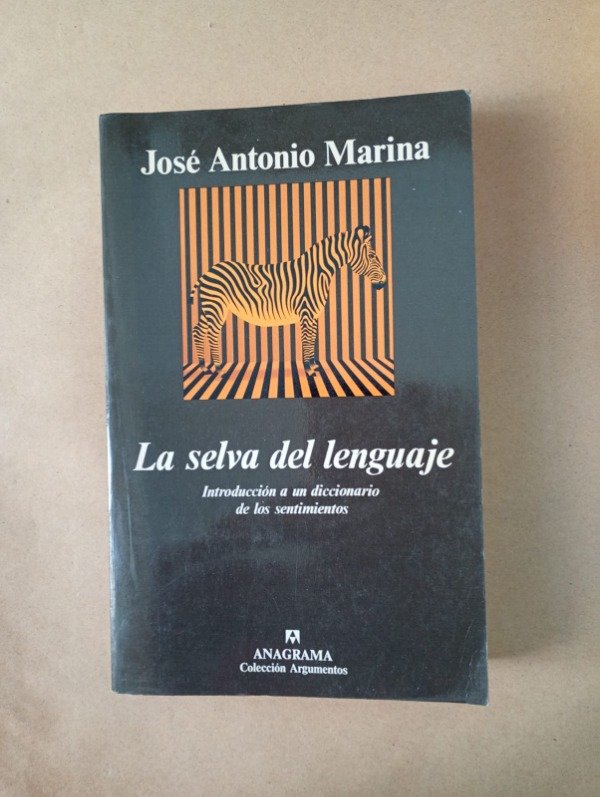 José Antonio Marina
La selva del lenguaje
Introducción a un diccionario
de los sentimientos
ANAGRAMA
Colección Argumentos